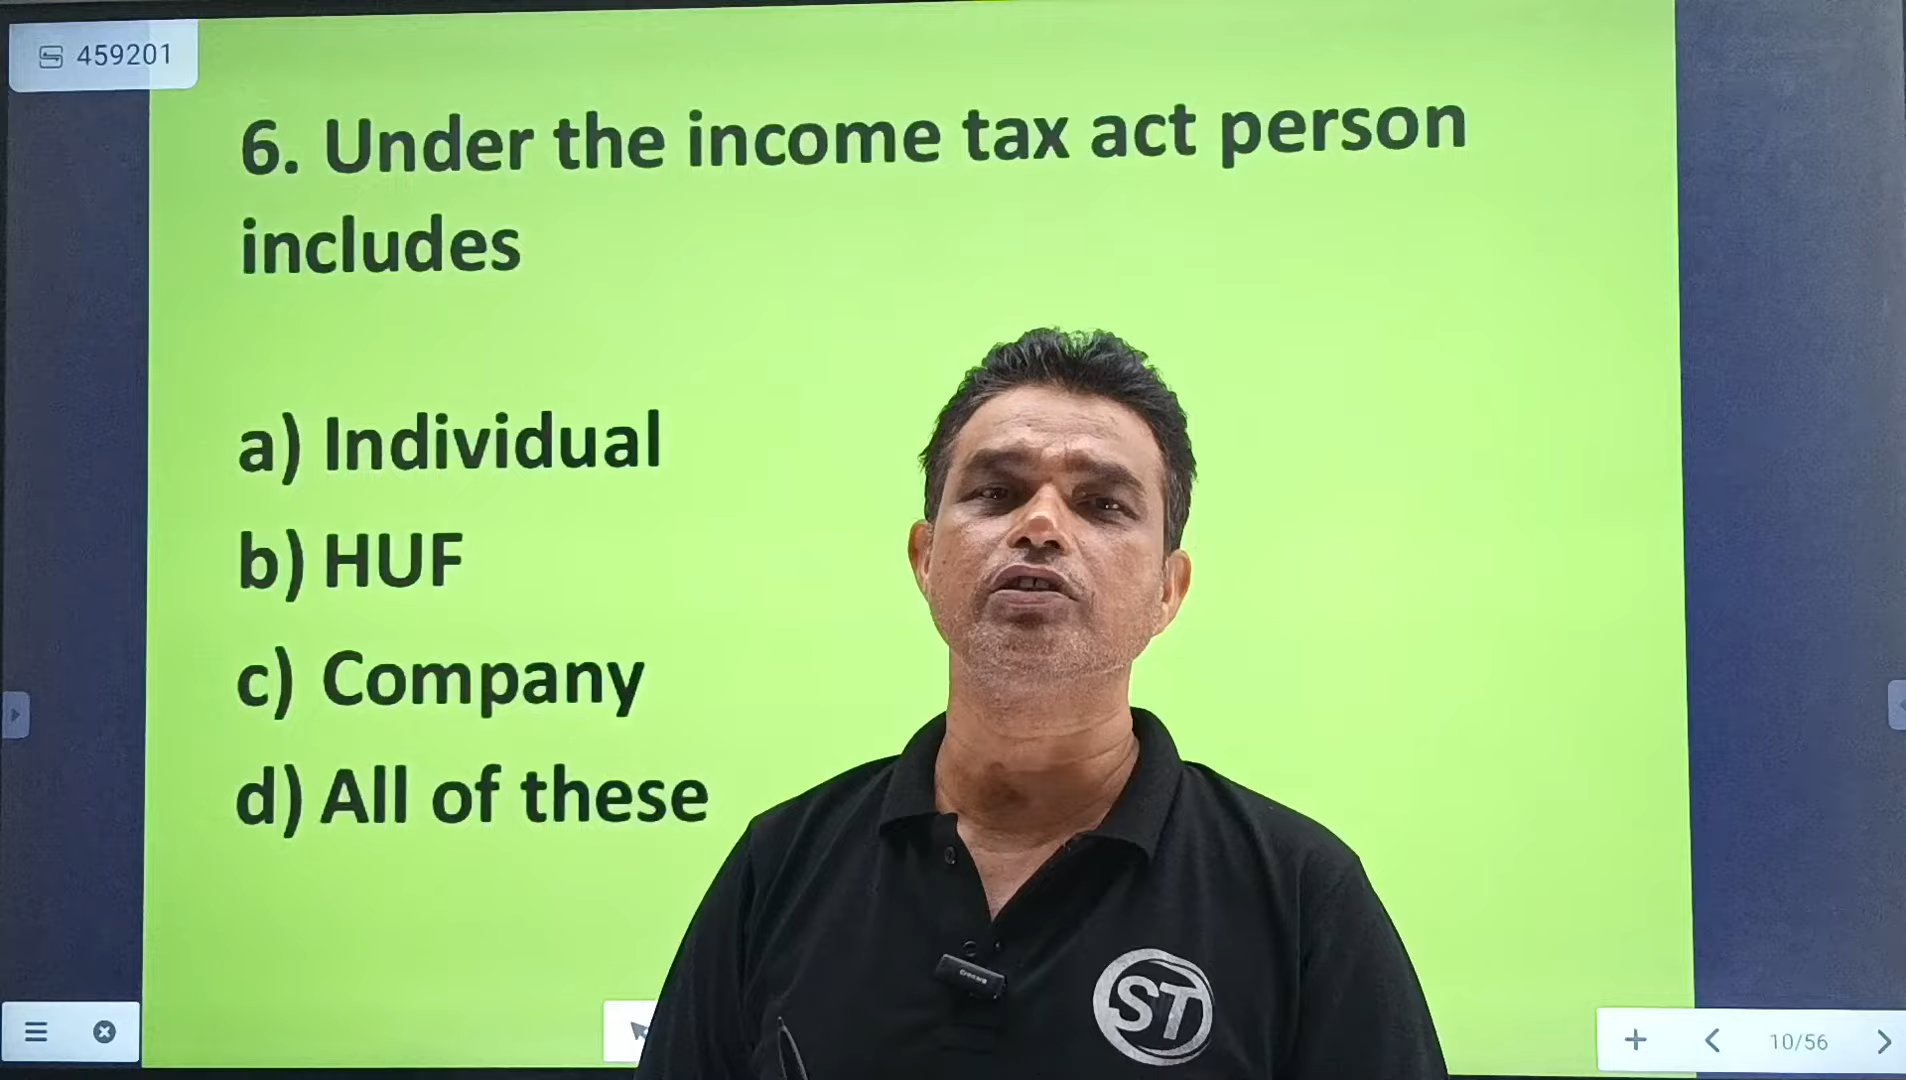 459201
6. Under the income tax act person
includes
a) Individual
b) HUF
c) Company
d) All of these
ST
10/56